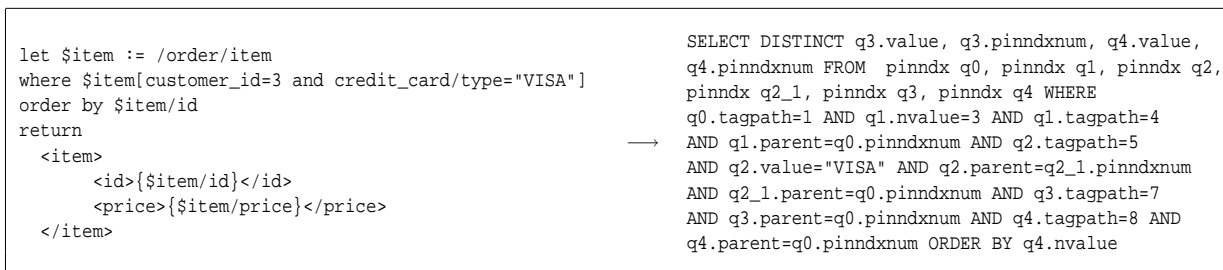 let $item := /order/item
where $item[customer_id=3 and credit_card/type="VISA"]
order by $item/id
return
<item>
<id>{$item/id}</id>
<price>{$item/price}</price>
</item>
⟶
SELECT DISTINCT q3.value, q3.pinndxnum, q4.value,
q4.pinndxnum FROM pinndx q0, pinndx q1, pinndx q2,
pinndx q2_1, pinndx q3, pinndx q4 WHERE
q0.tagpath=1 AND q1.nvalue=3 AND q1.tagpath=4
AND q1.parent=q0.pinndxnum AND q2.tagpath=5
AND q2.value="VISA" AND q2.parent=q2_1.pinndxnum
AND q2_1.parent=q0.pinndxnum AND q3.tagpath=7
AND q3.parent=q0.pinndxnum AND q4.tagpath=8 AND
q4.parent=q0.pinndxnum ORDER BY q4.nvalue